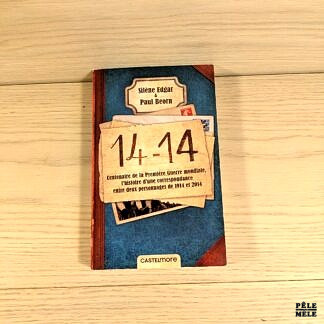 Silène Edgar
&
Paul Beorn
14-14
Centenaire de la Première Guerre mondiale,
l'histoire d'une correspondance
entre deux personnages de 1914 et 2014
CASTELMORE
PÊLE
MÊLE